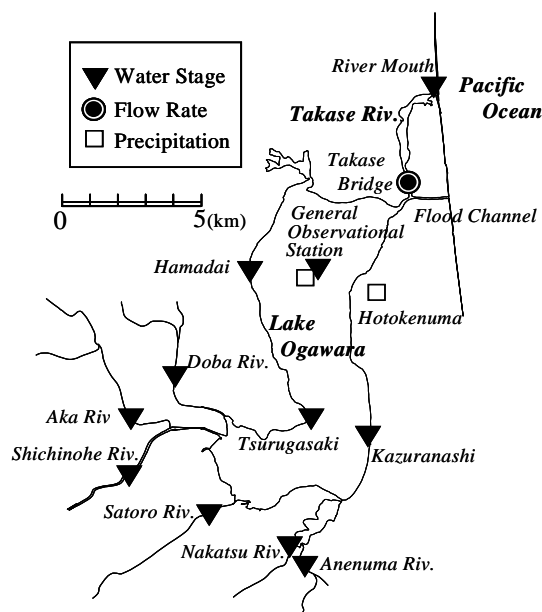 River Mouth
Pacific
Ocean
Water Stage
Flow Rate
Precipitation
Takase Riv.
Takase
Bridge
0
5(km)
General
Observational
Station
Flood Channel
Hamadai
Hotokenuma
Lake
Ogawara
Doba Riv.
Aka Riv
Tsurugasaki
Shichinohe Riv.
Kazuranashi
Satoro Riv.
Nakatsu Riv.
Anenuma Riv.